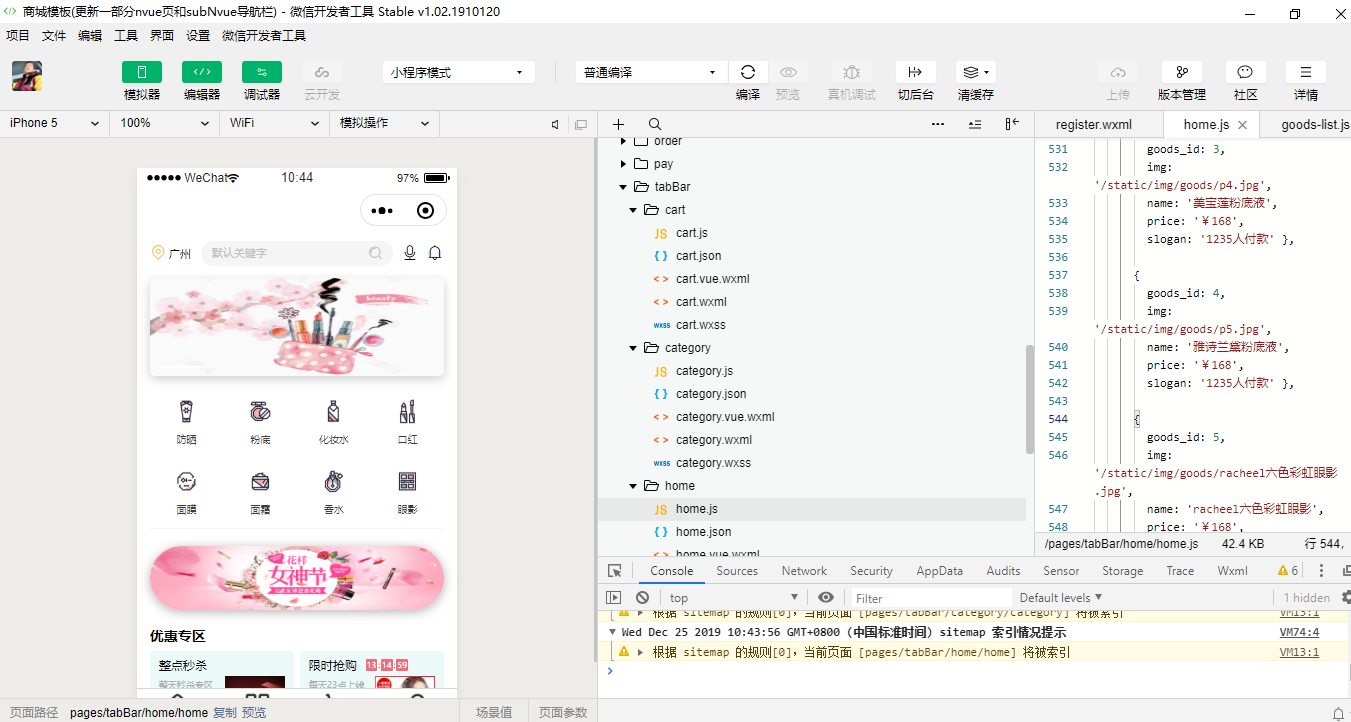 商城模板(更新一部分nvue页和subNvue导航栏) - 微信开发者工具 Stable v1.02.1910120
项目 文件 编辑 工具 界面 设置 微信开发者工具
模拟器 编辑器 调试器 云开发
小程序模式 普通编译
编译 预览 真机调试 切后台 清缓存
上传 版本管理 社区 详情
iPhone 5 100% WiFi 模拟操作
WeChat 10:44 97%
广州 默认关键字
beauty
防晒 粉底 化妆水 口红
面膜 面霜 香水 眼影
花样
女神节
优惠专区
整点秒杀 限时抢购 13:14:59
整天秒杀专区 每天23点上线
页面路径 pages/tabBar/home/home 复制 预览 场景值 页面参数
order
pay
tabBar
cart
JS cart.js
{ } cart.json
< > cart.vue.wxml
< > cart.wxml
wxss cart.wxss
category
JS category.js
{ } category.json
< > category.vue.wxml
< > category.wxml
wxss category.wxss
home
JS home.js
{ } home.json
< > home.vue.wxml
register.wxml home.js goods-list.js
531 goods_id: 3,
532 img:
'/static/img/goods/p4.jpg',
533 name: '美宝莲粉底液',
534 price: '￥168',
535 slogan: '1235人付款' },
536
537 {
538 goods_id: 4,
539 img:
'/static/img/goods/p5.jpg',
540 name: '雅诗兰黛粉底液',
541 price: '￥168',
542 slogan: '1235人付款' },
543
544 {
545 goods_id: 5,
546 img:
'/static/img/goods/racheel六色彩虹眼影
.jpg',
547 name: 'racheel六色彩虹眼影',
548 price: '￥168',
/pages/tabBar/home/home.js 42.4 KB 行 544,
Console Sources Network Security AppData Audits Sensor Storage Trace Wxml 6
top Filter Default levels 1 hidden
根据 sitemap 的规则[0]，当前页面 [pages/tabBar/category/category] 将被索引 VM13:1
Wed Dec 25 2019 10:43:56 GMT+0800（中国标准时间）sitemap 索引情况提示 VM74:4
根据 sitemap 的规则[0]，当前页面 [pages/tabBar/home/home] 将被索引 VM13:1